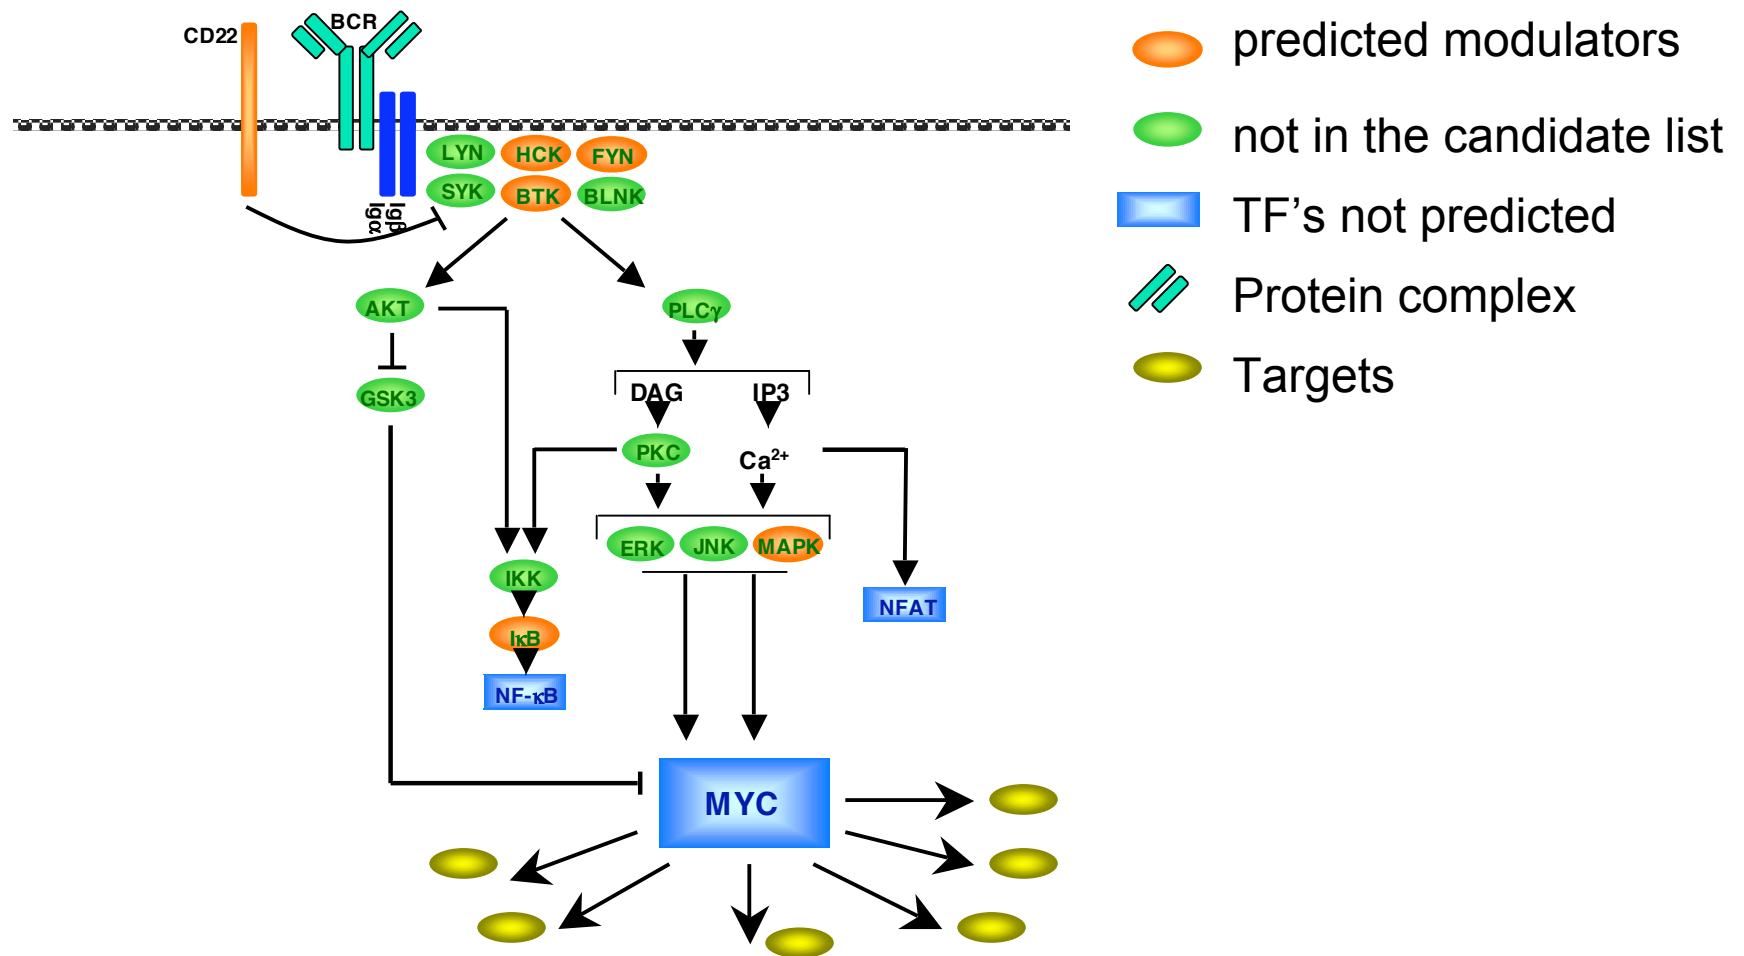 CD22
BCR
predicted modulators
not in the candidate list
LYN HCK FYN
SYK BTK BLNK
Igβ
Igα
TF's not predicted
Protein complex
Targets
AKT
PLCγ
GSK3
DAG IP3
PKC
Ca²⁺
ERK JNK MAPK
IKK
NFAT
IκB
NF-κB
MYC